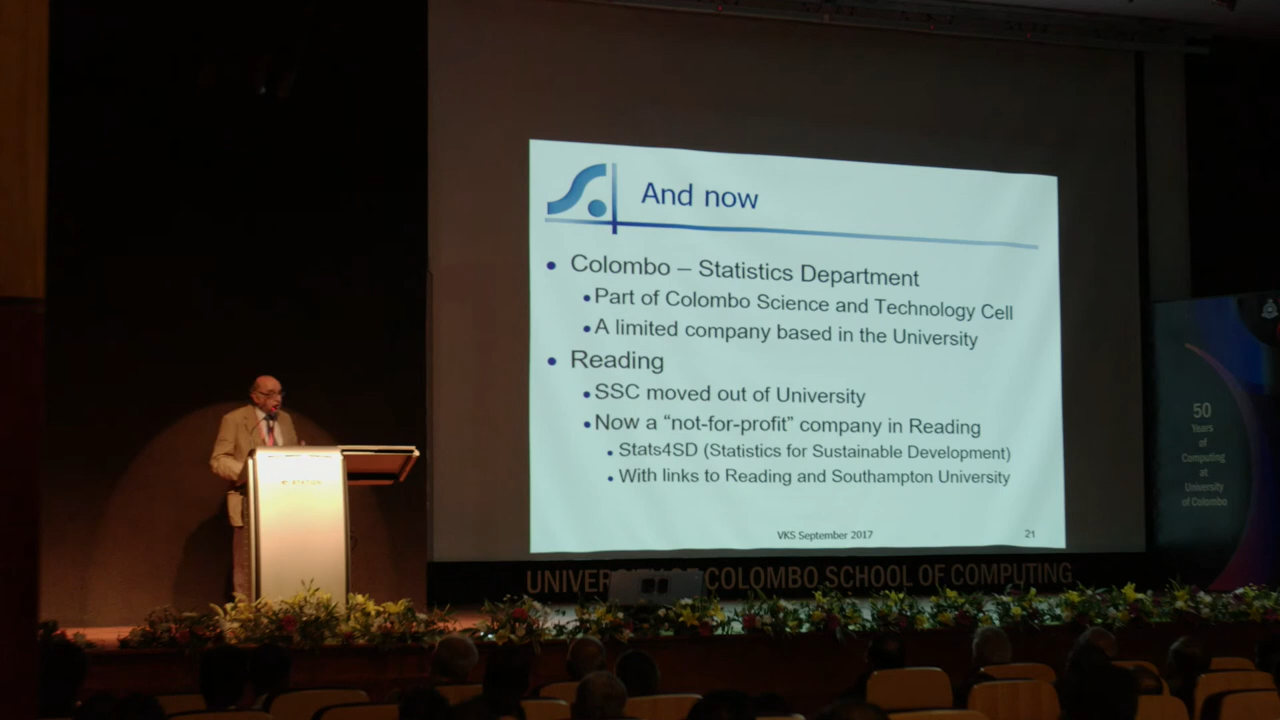 And now
• Colombo – Statistics Department
• Part of Colombo Science and Technology Cell
• A limited company based in the University
• Reading
• SSC moved out of University
• Now a “not-for-profit” company in Reading
• Stats4SD (Statistics for Sustainable Development)
• With links to Reading and Southampton University
VKS September 2017
21
COLOMBO SCHOOL OF COMPUTING
50
Years
of
Computing
at
University
of Colombo